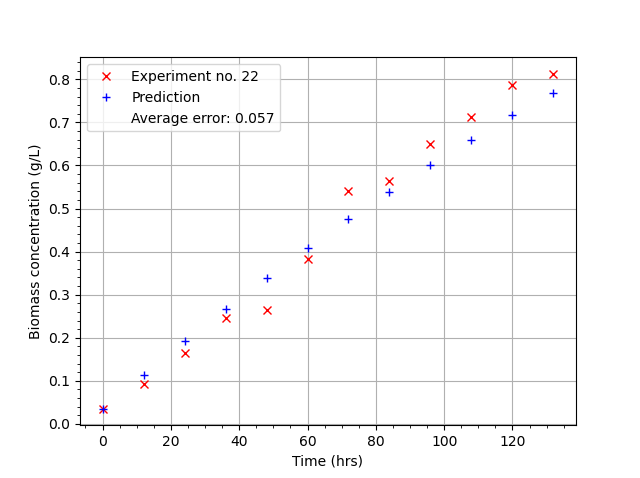 Experiment no. 22
Prediction
Average error: 0.057
Biomass concentration (g/L)
0.8
0.7
0.6
0.5
0.4
0.3
0.2
0.1
0.0
0 20 40 60 80 100 120
Time (hrs)